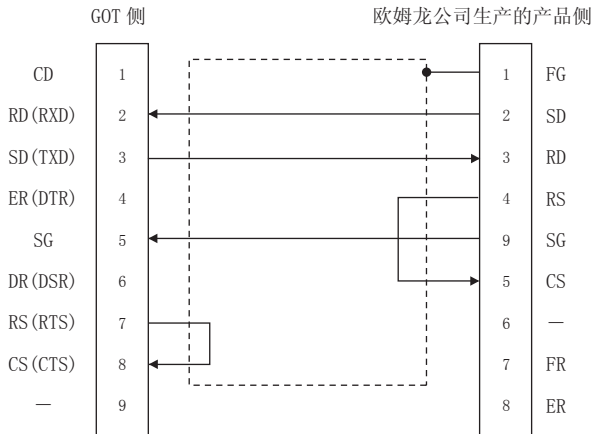 GOT 侧 欧姆龙公司生产的产品侧
CD 1 1 FG
RD(RXD) 2 2 SD
SD(TXD) 3 3 RD
ER(DTR) 4 4 RS
SG 5 9 SG
DR(DSR) 6 5 CS
RS(RTS) 7 6 —
CS(CTS) 8 7 FR
— 9 8 ER